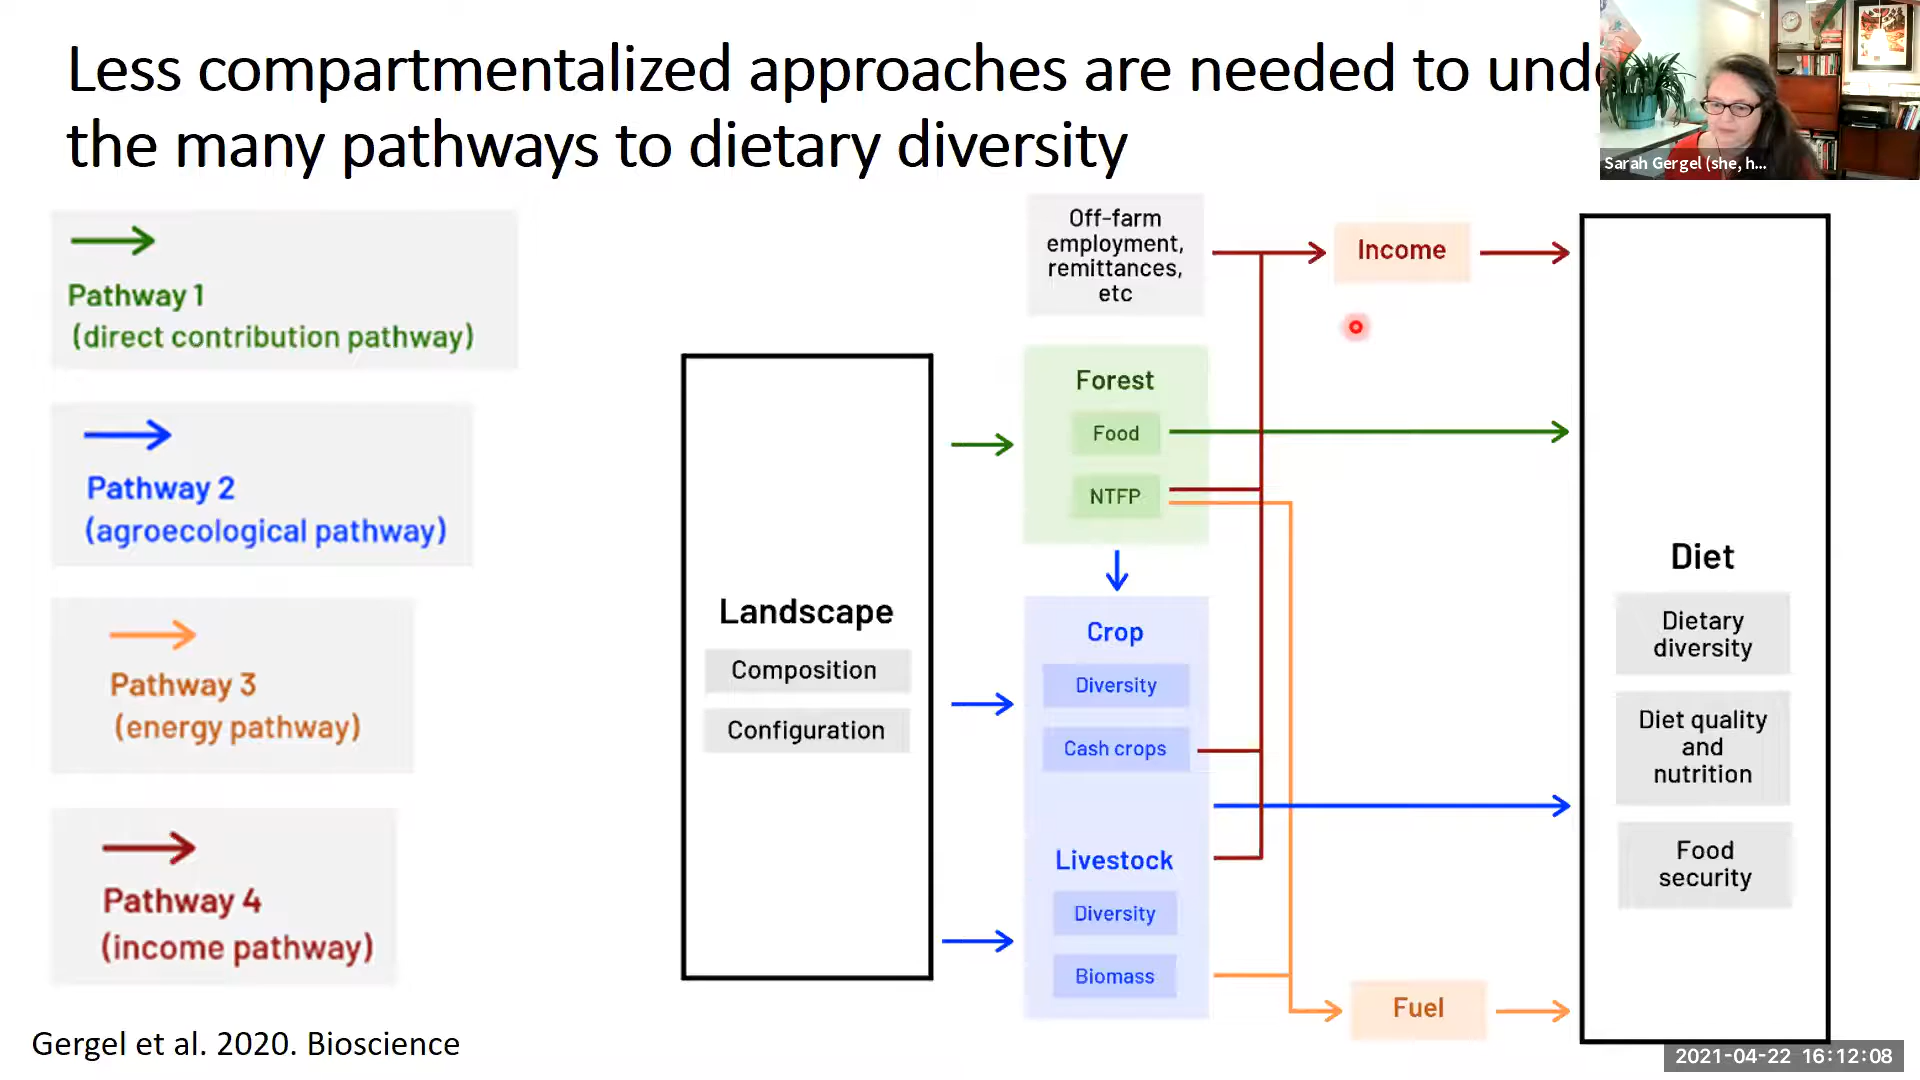 Less compartmentalized approaches are needed to und
the many pathways to dietary diversity
Sarah Gergel (she, h...
Pathway 1
(direct contribution pathway)
Pathway 2
(agroecological pathway)
Pathway 3
(energy pathway)
Pathway 4
(income pathway)
Landscape
Composition
Configuration
Off-farm
employment,
remittances,
etc
Income
Forest
Food
NTFP
Crop
Diversity
Cash crops
Livestock
Diversity
Biomass
Fuel
Diet
Dietary
diversity
Diet quality
and
nutrition
Food
security
Gergel et al. 2020. Bioscience
2021-04-22 16:12:08